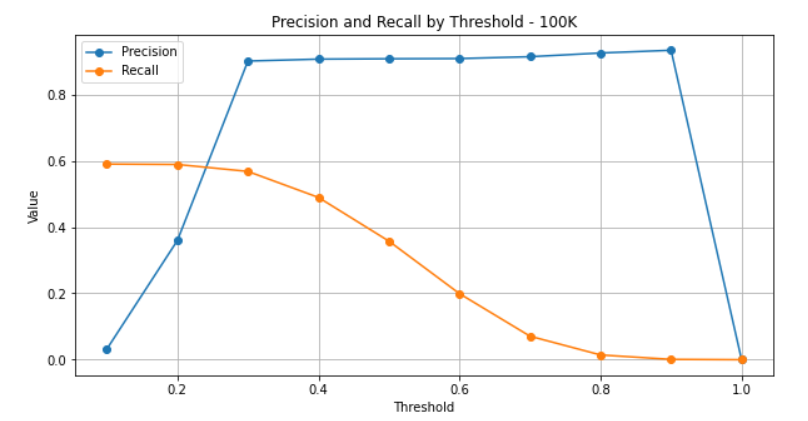 Precision and Recall by Threshold - 100K
Precision
Recall
Value
0.8
0.6
0.4
0.2
0.0
0.2 0.4 0.6 0.8 1.0
Threshold